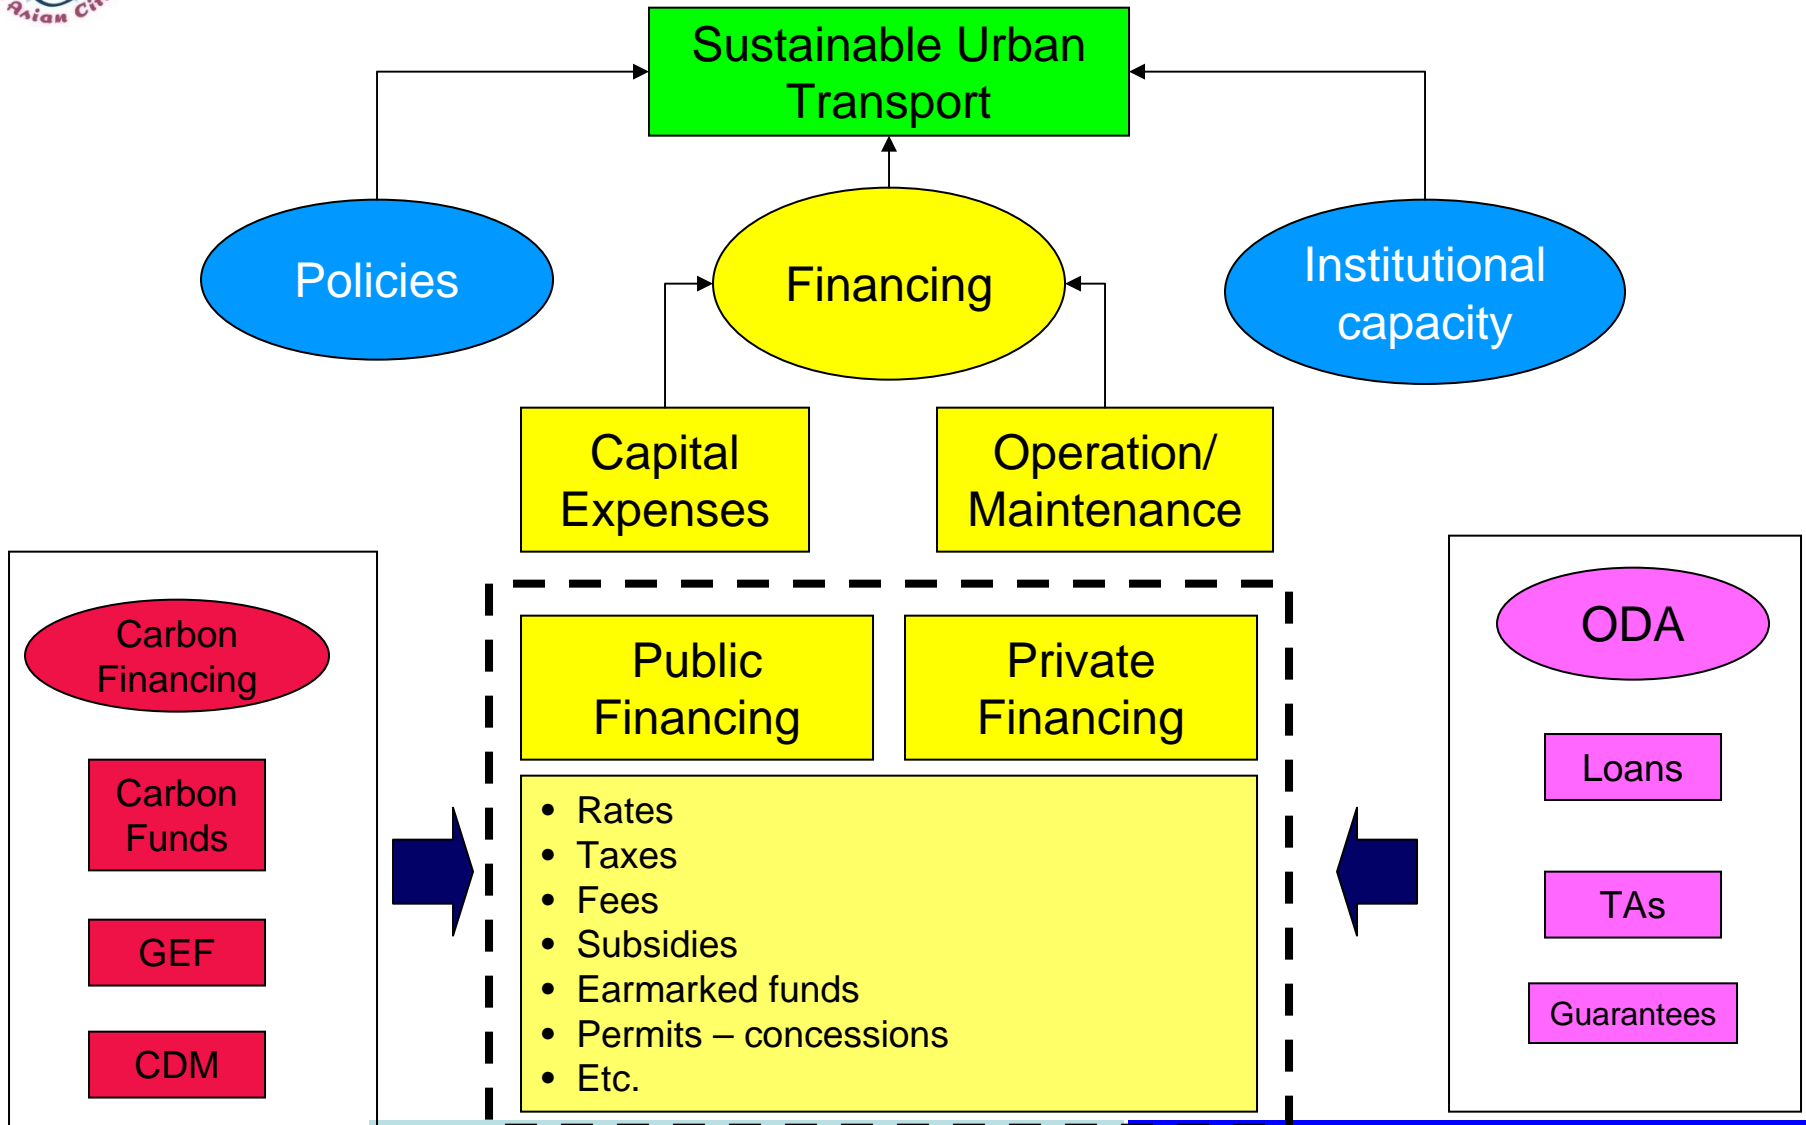 Asian
Sustainable Urban
Transport
Policies
Financing
Institutional
capacity
Capital
Expenses
Operation/
Maintenance
Carbon
Financing
Carbon
Funds
GEF
CDM
Public
Financing
Private
Financing
• Rates
• Taxes
• Fees
• Subsidies
• Earmarked funds
• Permits – concessions
• Etc.
ODA
Loans
TAs
Guarantees